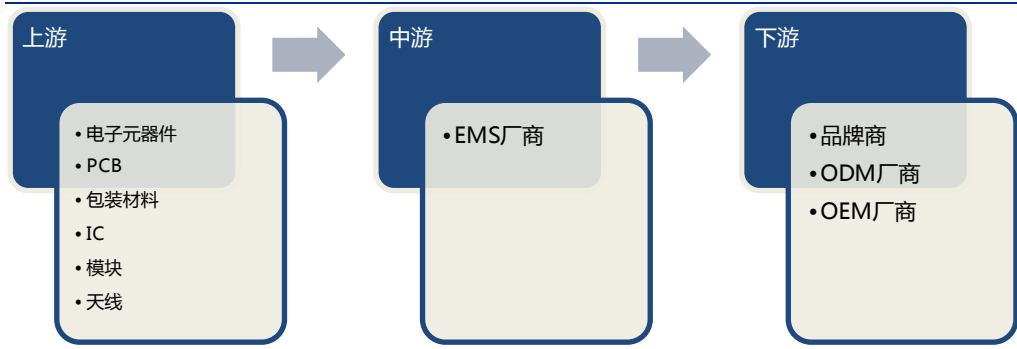 上游
• 电子元器件
• PCB
• 包装材料
• IC
• 模块
• 天线
中游
•EMS厂商
下游
•品牌商
•ODM厂商
•OEM厂商